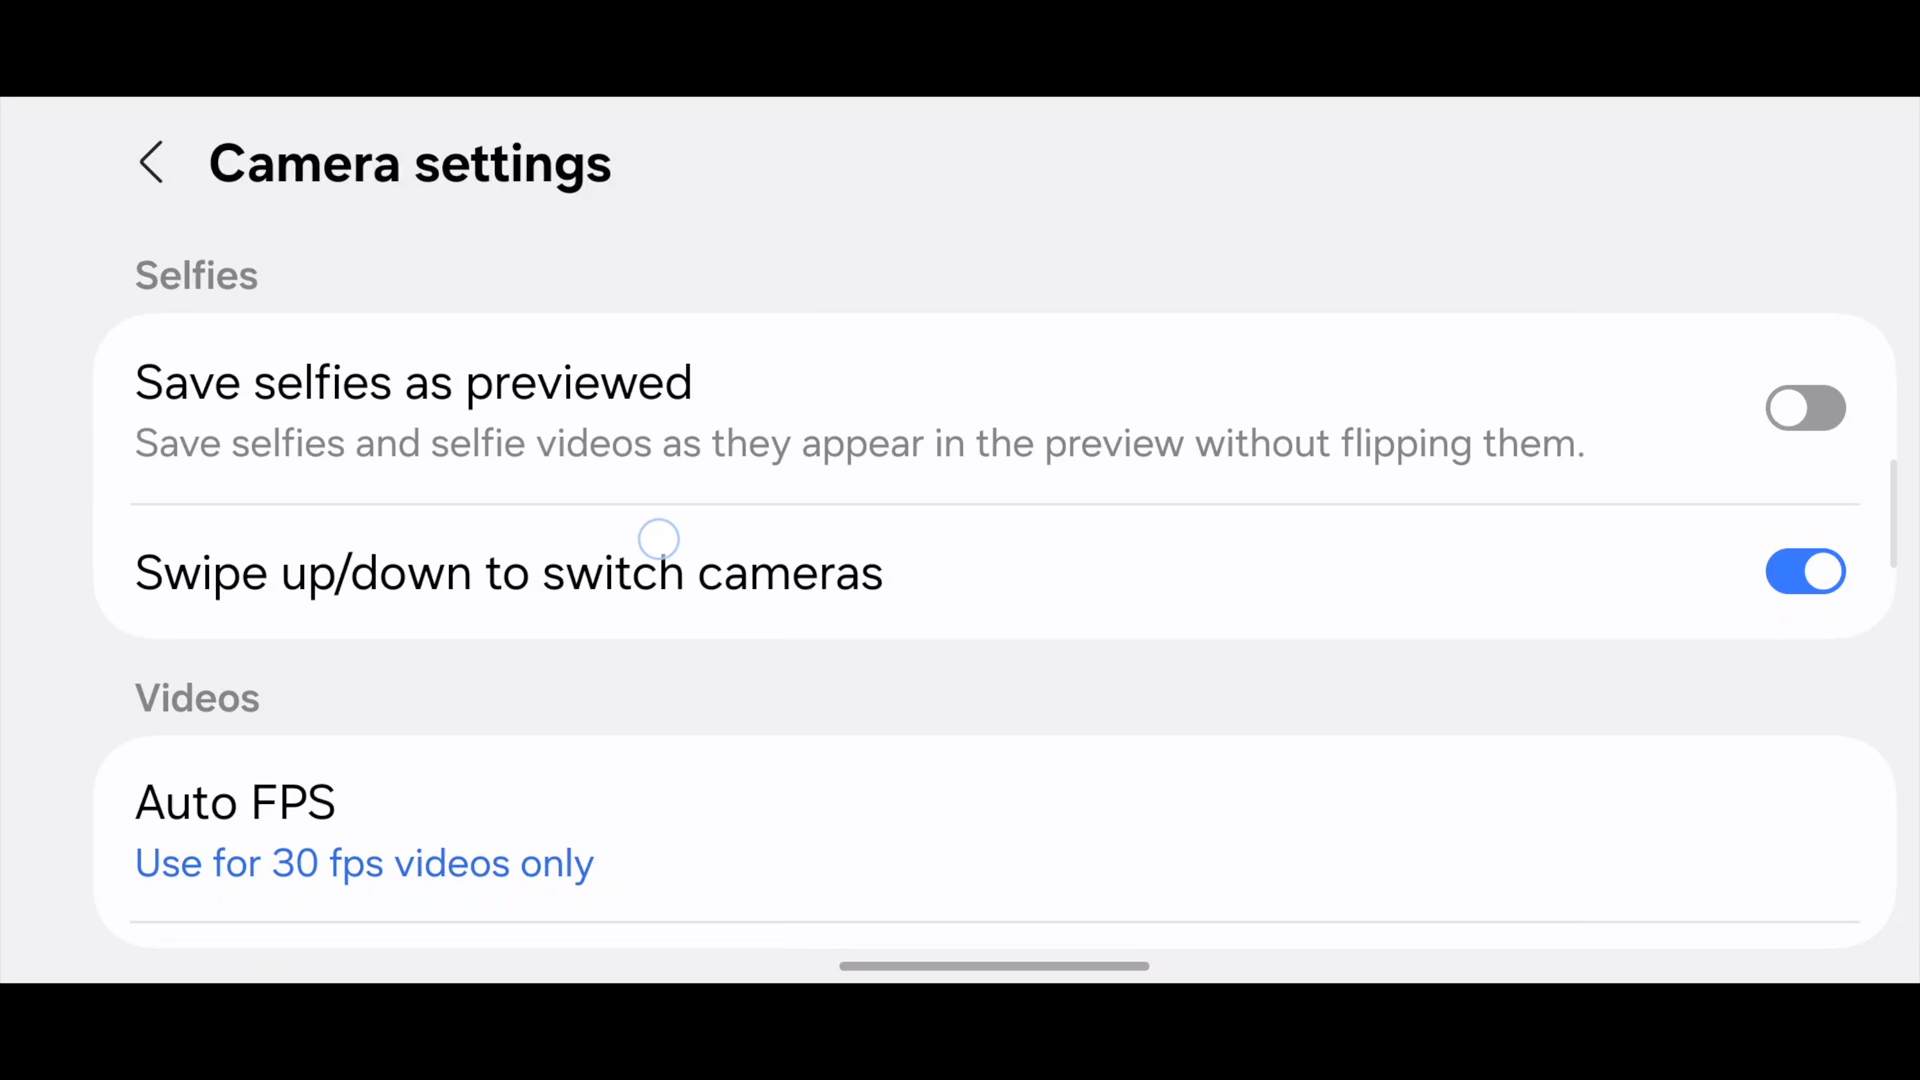 Camera settings
Selfies
Save selfies as previewed
Save selfies and selfie videos as they appear in the preview without flipping them.
Swipe up/down to switch cameras
Videos
Auto FPS
Use for 30 fps videos only